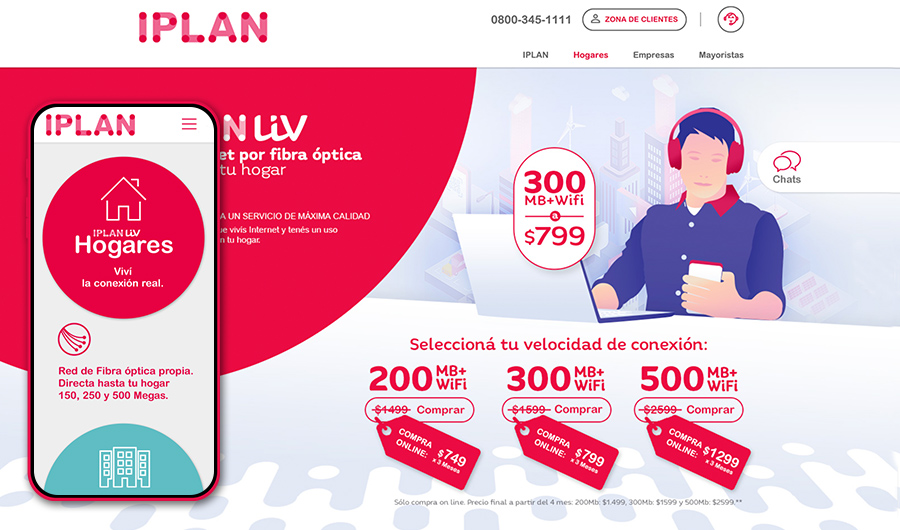 IPLAN
0800-345-1111
ZONA DE CLIENTES
IPLAN Hogares Empresas Mayoristas
N LiV
et por fibra óptica
tu hogar
A UN SERVICIO DE MÁXIMA CALIDAD
ue vivis Internet y tenés un uso
n tu hogar.
300
MB+Wifi
a
$799
Chats
Seleccioná tu velocidad de conexión:
200 MB+ WiFi
$1499 Comprar
COMPRA ONLINE: $749 x 3 Meses
300 MB+ WiFi
$1599 Comprar
COMPRA ONLINE: $799 x 3 Meses
500 MB+ WiFi
$2599 Comprar
COMPRA ONLINE: $1299 x 3 Meses
Sólo compra on line. Precio final a partir del 4 mes: 200Mb: $1.499, 300Mb: $1599 y 500Mb: $2599.**
IPLAN
IPLAN LiV
Hogares
Viví
la conexión real.
Red de Fibra óptica propia.
Directa hasta tu hogar
150, 250 y 500 Megas.